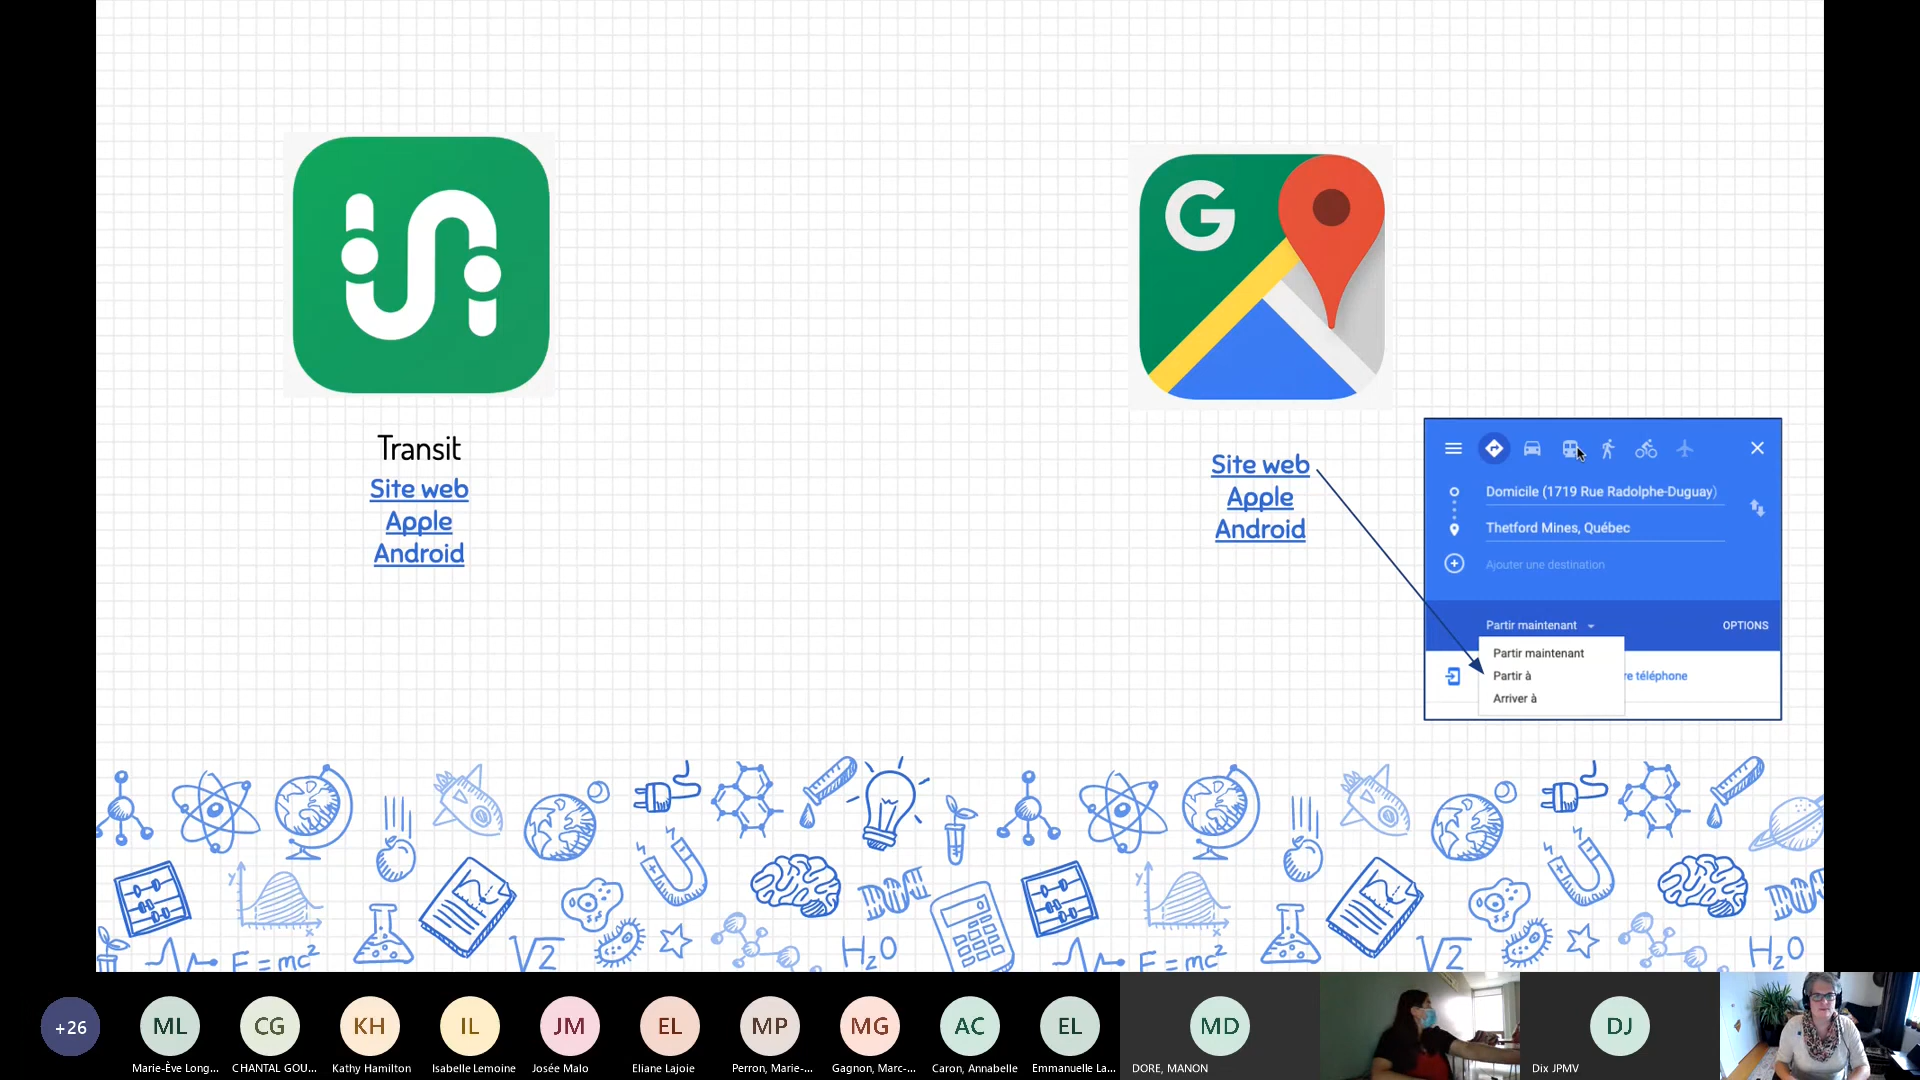 G
Transit
Site web
Apple
Android
Site web
Apple
Android
Domicile (1719 Rue Radolphe-Duguay)
Thetford Mines, Québec
Ajouter une destination
Partir maintenant
OPTIONS
Partir maintenant
Partir à
re téléphone
Arriver à
y
x
y
x
F = mc²
√2
H₂O
F = mc²
√2
H₂O
+26
ML
CG
KH
IL
JM
EL
MP
MG
AC
EL
MD
DJ
Marie-Ève Long...
CHANTAL GOU...
Kathy Hamilton
Isabelle Lemoine
Josée Malo
Eliane Lajoie
Perron, Marie-...
Gagnon, Marc-...
Caron, Annabelle
Emmanuelle La...
DORE, MANON
Dix JPMV